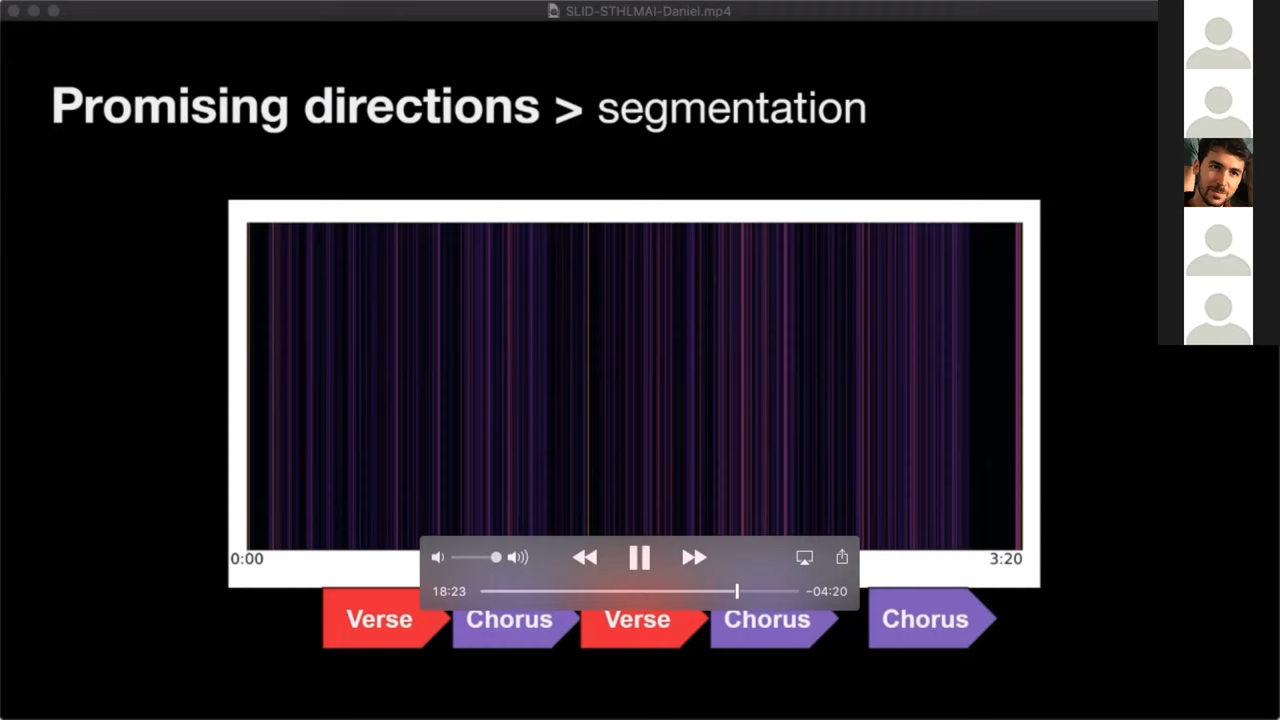 SLID-STHLMAI-Daniel.mp4
Promising directions > segmentation
0:00
3:20
18:23
-04:20
Verse
Chorus
Verse
Chorus
Chorus